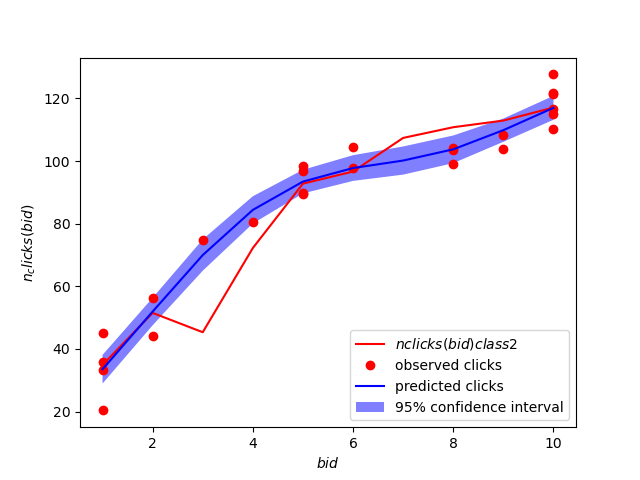 120
100
80
60
40
20
n_clicks(bid)
2
4
6
8
10
bid
nclicks(bid)class2
observed clicks
predicted clicks
95% confidence interval